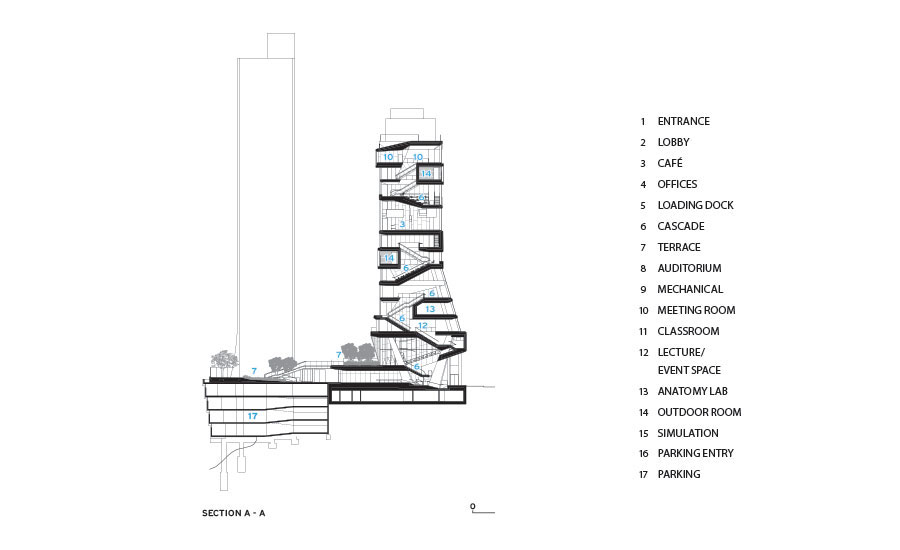 10 10
14
6
3
14
6
6
13
6
12
7
7
6
17
SECTION A - A
0
1 ENTRANCE
2 LOBBY
3 CAFÉ
4 OFFICES
5 LOADING DOCK
6 CASCADE
7 TERRACE
8 AUDITORIUM
9 MECHANICAL
10 MEETING ROOM
11 CLASSROOM
12 LECTURE/
EVENT SPACE
13 ANATOMY LAB
14 OUTDOOR ROOM
15 SIMULATION
16 PARKING ENTRY
17 PARKING